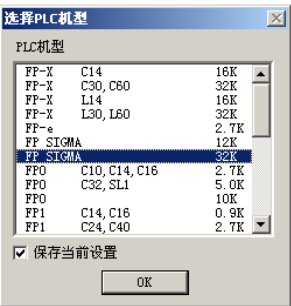 选择PLC机型
PLC机型
FP-X C14 16K
FP-X C30,C60 32K
FP-X L14 16K
FP-X L30,L60 32K
FP-e 2.7K
FP SIGMA 12K
FP SIGMA 32K
FP0 C10,C14,C16 2.7K
FP0 C32,SL1 5.0K
FP0 10K
FP1 C14,C16 0.9K
FP1 C24,C40 2.7K
保存当前设置
OK